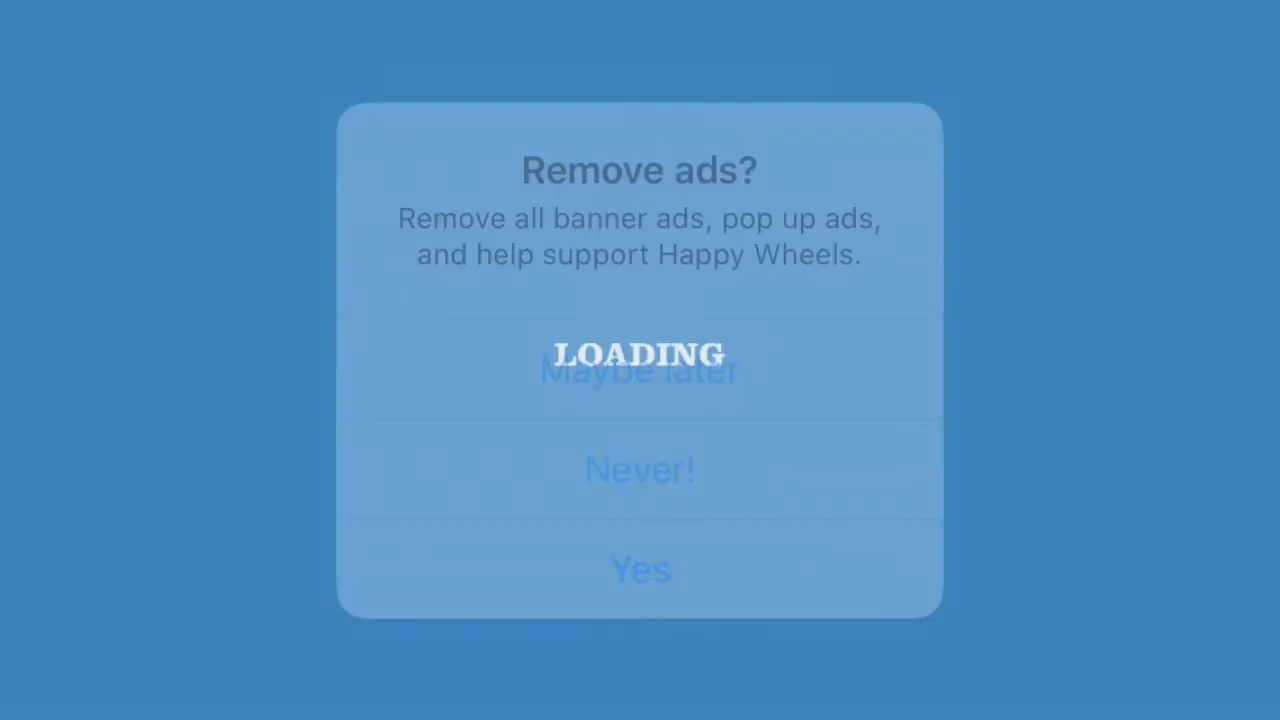 Remove ads?
Remove all banner ads, pop up ads,
and help support Happy Wheels.
LOADING
Maybe later
Never!
Yes